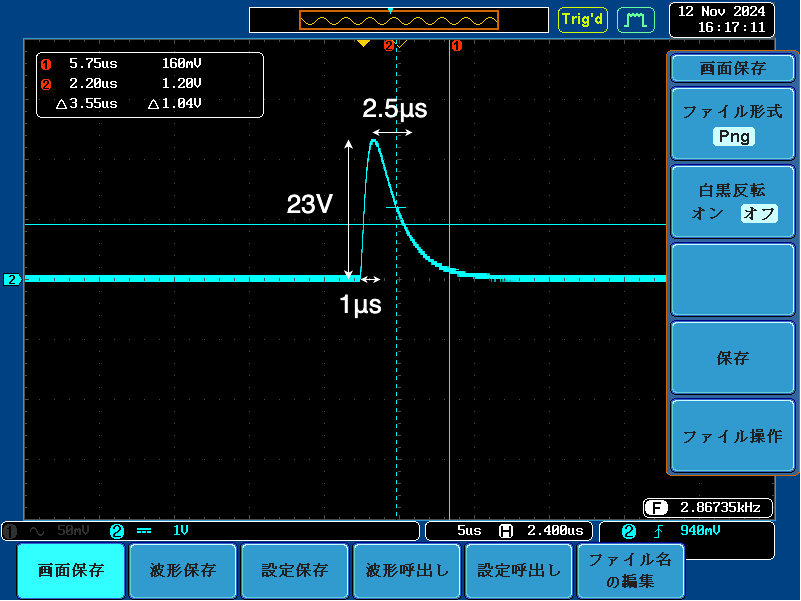 Trig'd
12 Nov 2024
16:17:11
2
1
1 5.75us 160mV
2 2.20us 1.20V
△3.55us △1.04V
2.5µs
23V
1µs
2
画面保存
ファイル形式
Png
白黒反転
オン オフ
保存
ファイル操作
F 2.86735kHz
1 50mV
2 1V
5us H 2.400us
2 940mV
画面保存
波形保存
設定保存
波形呼出し
設定呼出し
ファイル名
の編集